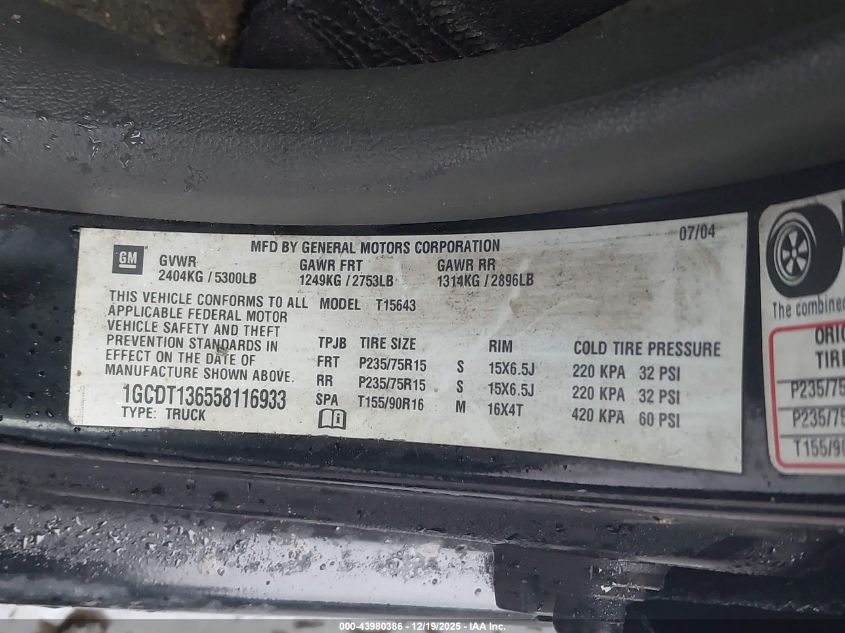 MFD BY GENERAL MOTORS CORPORATION 07/04
GM
GVWR GAWR FRT GAWR RR
2404KG / 5300LB 1249KG / 2753LB 1314KG / 2896LB
THIS VEHICLE CONFORMS TO ALL MODEL T15643
APPLICABLE FEDERAL MOTOR
VEHICLE SAFETY AND THEFT
PREVENTION STANDARDS IN
EFFECT ON THE DATE OF
MANUFACTURE SHOWN ABOVE.
TPJB TIRE SIZE RIM COLD TIRE PRESSURE
FRT P235/75R15 S 15X6.5J 220 KPA 32 PSI
RR P235/75R15 S 15X6.5J 220 KPA 32 PSI
SPA T155/90R16 M 16X4T 420 KPA 60 PSI
1GCDT136558116933
TYPE: TRUCK
The combined
TIRE
P235/75
P235/75
T155/90
000-43980386 - 12/19/2025 - IAA Inc.